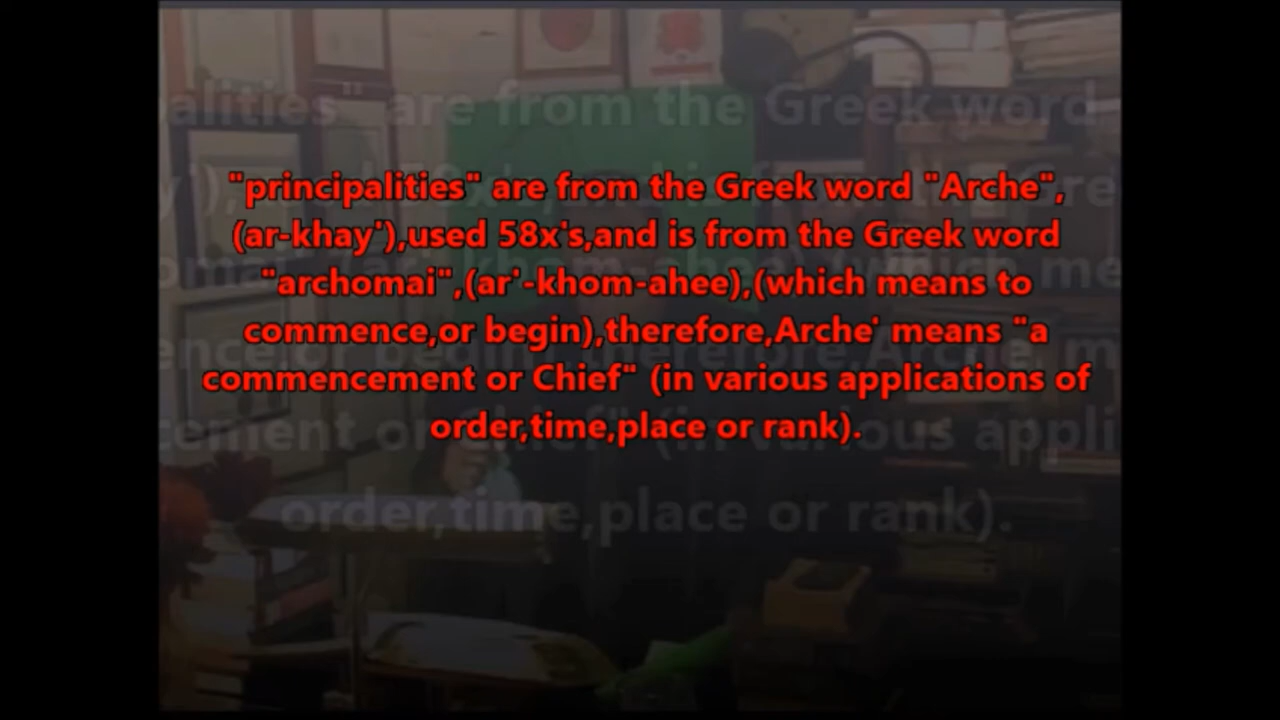 "principalities" are from the Greek word "Arche",
(ar-khay'),used 58x's,and is from the Greek word
"archomai",(ar'-khom-ahee),(which means to
commence,or begin),therefore,Arche' means "a
commencement or Chief" (in various applications of
order,time,place or rank).